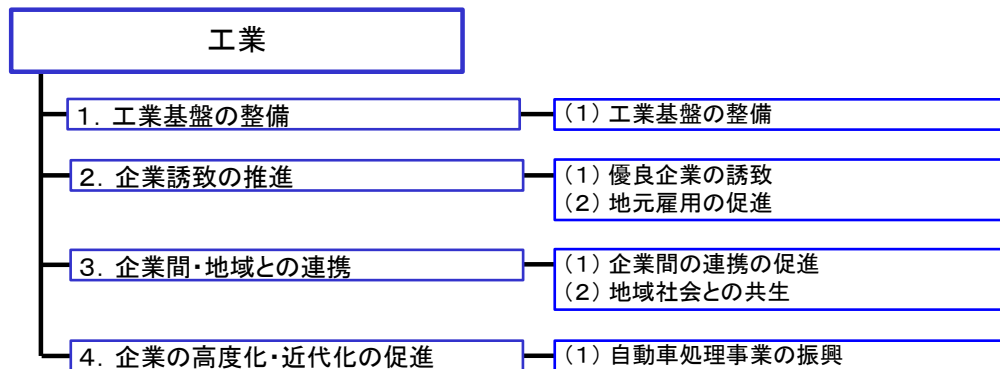 工業
1．工業基盤の整備
（1）工業基盤の整備
2．企業誘致の推進
（1）優良企業の誘致
（2）地元雇用の促進
3．企業間・地域との連携
（1）企業間の連携の促進
（2）地域社会との共生
4．企業の高度化・近代化の促進
（1）自動車処理事業の振興